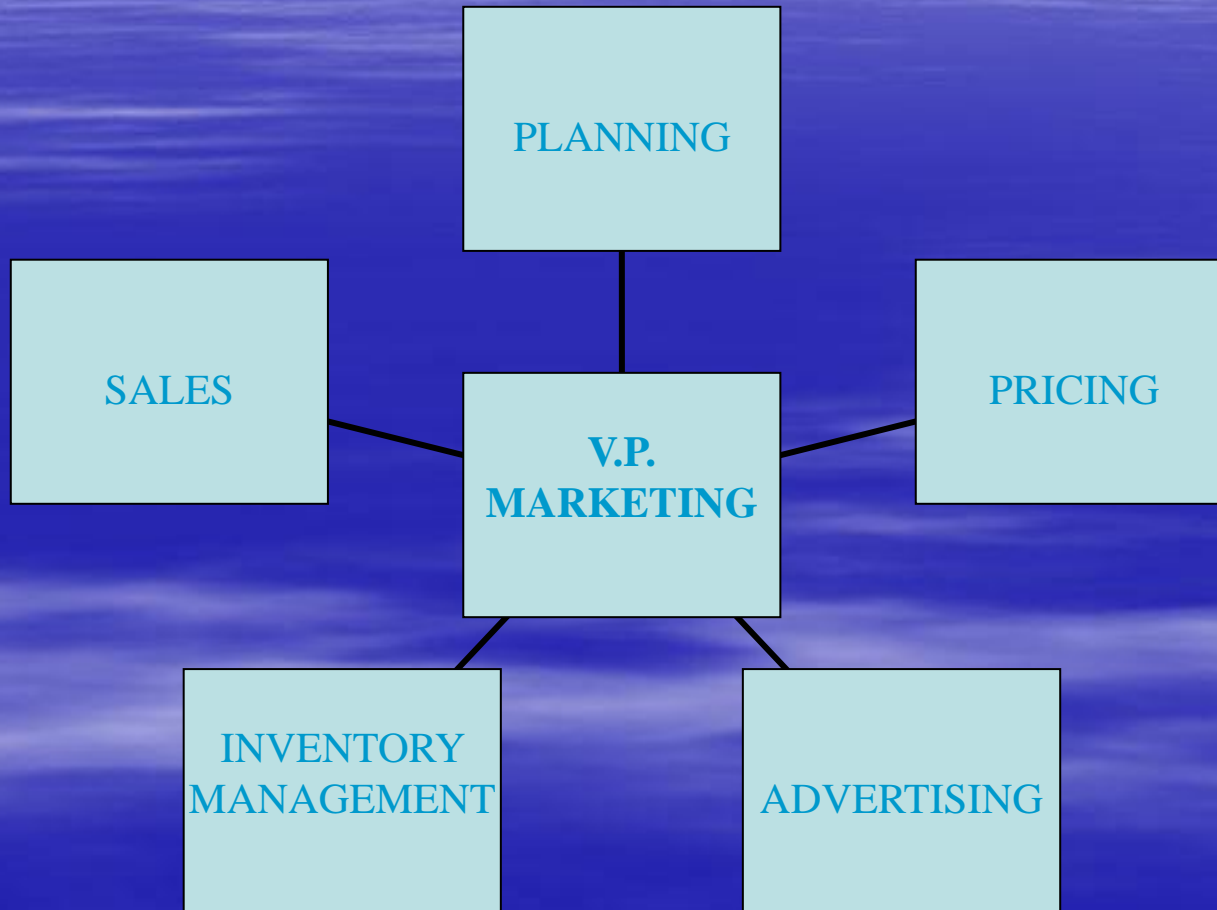 PLANNING
SALES
PRICING
V.P.
MARKETING
INVENTORY
MANAGEMENT
ADVERTISING